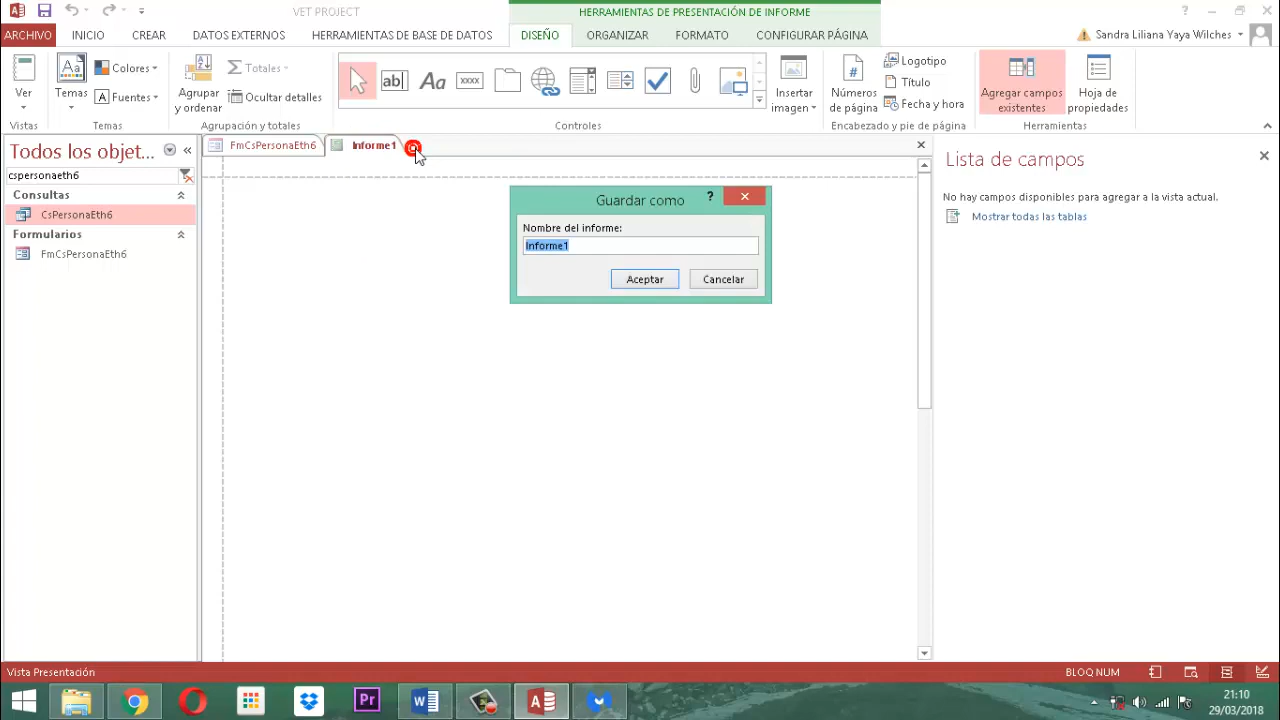 VET PROJECT
HERRAMIENTAS DE PRESENTACIÓN DE INFORME
ARCHIVO
INICIO
CREAR
DATOS EXTERNOS
HERRAMIENTAS DE BASE DE DATOS
DISEÑO
ORGANIZAR
FORMATO
CONFIGURAR PÁGINA
Sandra Liliana Yaya Wilches
Ver
Vistas
Temas
Colores
Fuentes
Temas
Agrupar
y ordenar
Totales
Ocultar detalles
Agrupación y totales
ab
Aa
xxxx
Controles
Insertar
imagen
Números
de página
Logotipo
Título
Fecha y hora
Encabezado y pie de página
Agregar campos
existentes
Hoja de
propiedades
Herramientas
Todos los objet...
cspersonaeth6
Consultas
CsPersonaEth6
Formularios
FmCsPersonaEth6
FmCsPersonaEth6
Informe1
Guardar como
Nombre del informe:
Informe1
Aceptar
Cancelar
Lista de campos
No hay campos disponibles para agregar a la vista actual.
Mostrar todas las tablas
Vista Presentación
BLOQ NUM
Pr
21:10
29/03/2018